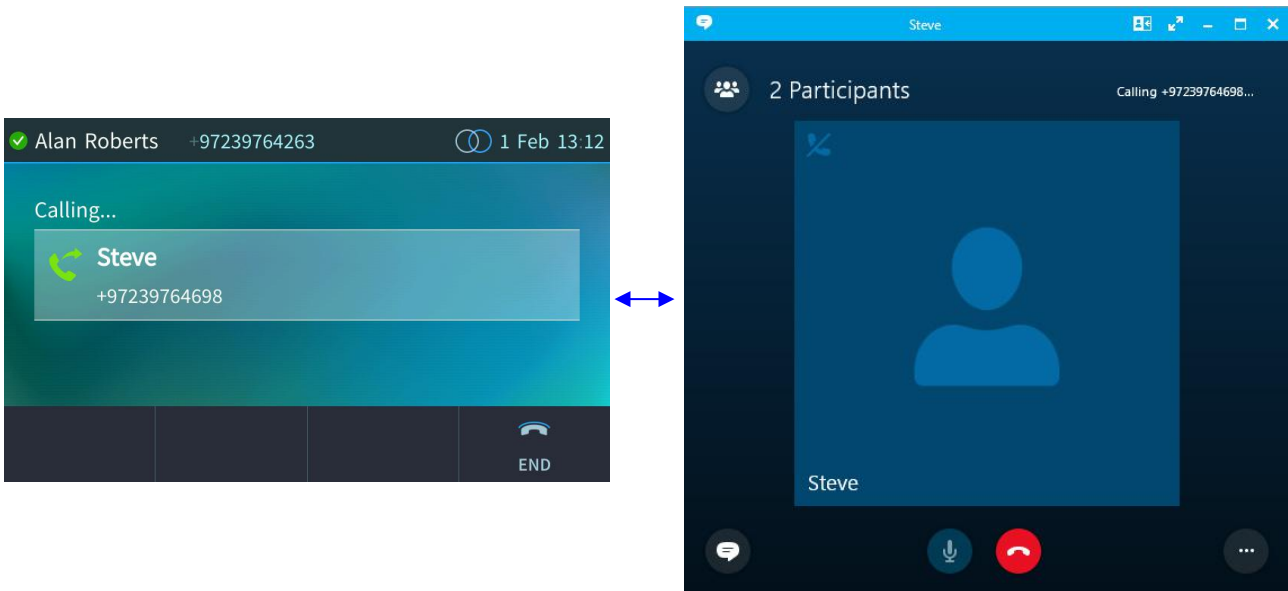 Alan Roberts +97239764263 1 Feb 13:12
Calling...
Steve
+97239764698
END
Steve
2 Participants Calling +97239764698...
Steve